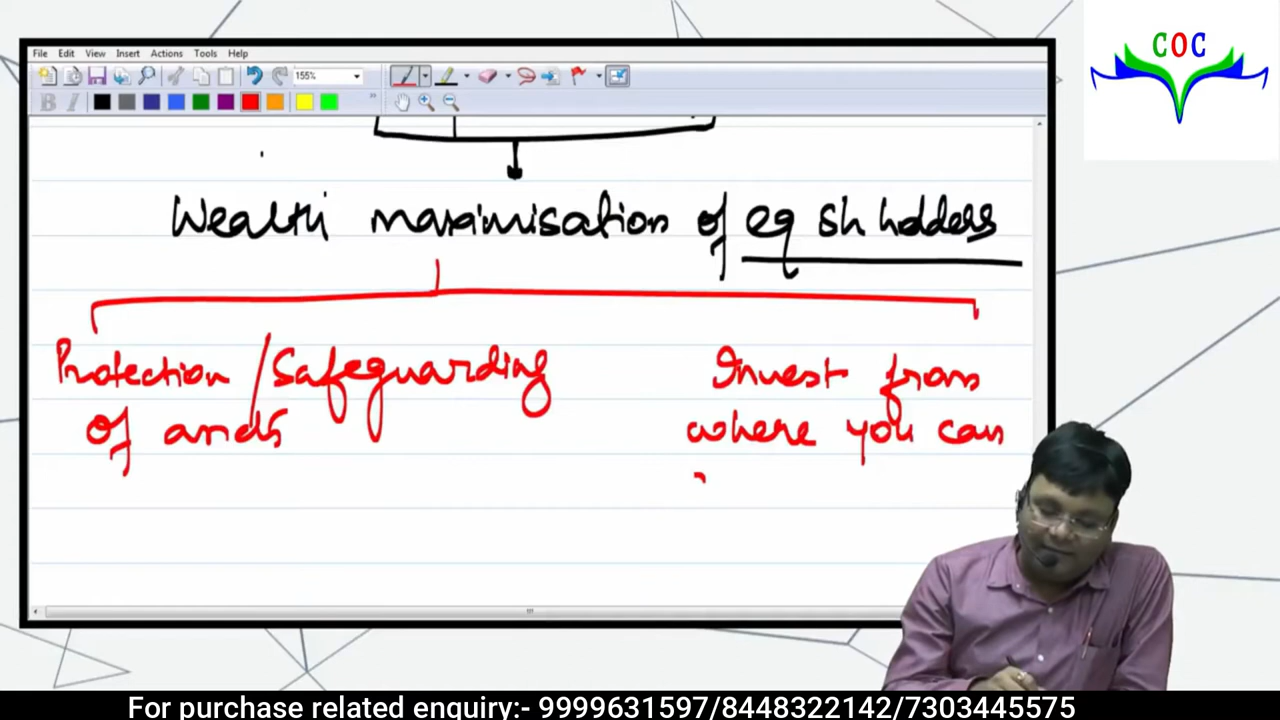 COC
File Edit View Insert Actions Tools Help
155%
B I
Wealth maximisation of eq sh holders
Protection / Safeguarding
of assets
Invest from
where you can
For purchase related enquiry:- 9999631597/8448322142/7303445575